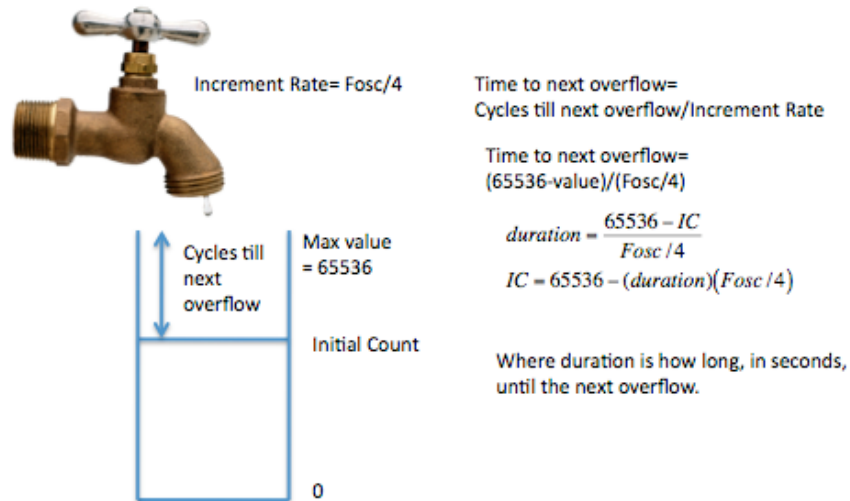 Increment Rate= Fosc/4
Time to next overflow=
Cycles till next overflow/Increment Rate
Time to next overflow=
(65536-value)/(Fosc/4)
duration = \frac{65536 - IC}{Fosc / 4}
IC = 65536 – (duration)(Fosc / 4)
Where duration is how long, in seconds,
until the next overflow.
Cycles till
next
overflow
Max value
= 65536
Initial Count
0